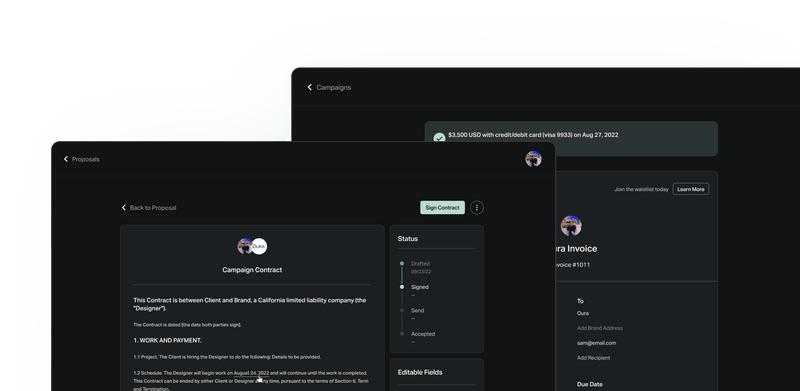 Campaigns
$3,500 USD with credit/debit card (visa 9933) on Aug 27, 2022
Join the waitlist today
Learn More
ura Invoice
voice #1011
To
Oura
Add Brand Address
sam@email.com
Add Recipient
Due Date
Proposals
Back to Proposal
Sign Contract
OURA
Campaign Contract
This Contract is between Client and Brand, a California limited liability company (the
"Designer").
The Contract is dated [the date both parties sign].
1. WORK AND PAYMENT.
1.1 Project. The Client is hiring the Designer to do the following: Details to be provided.
1.2 Schedule. The Designer will begin work on August 24, 2022 and will continue until the work is completed.
This Contract can be ended by either Client or Designer any time, pursuant to the terms of Section 6, Term
and Termination.
Status
Drafted
09/23/22
Signed
--
Send
--
Accepted
--
Editable Fields